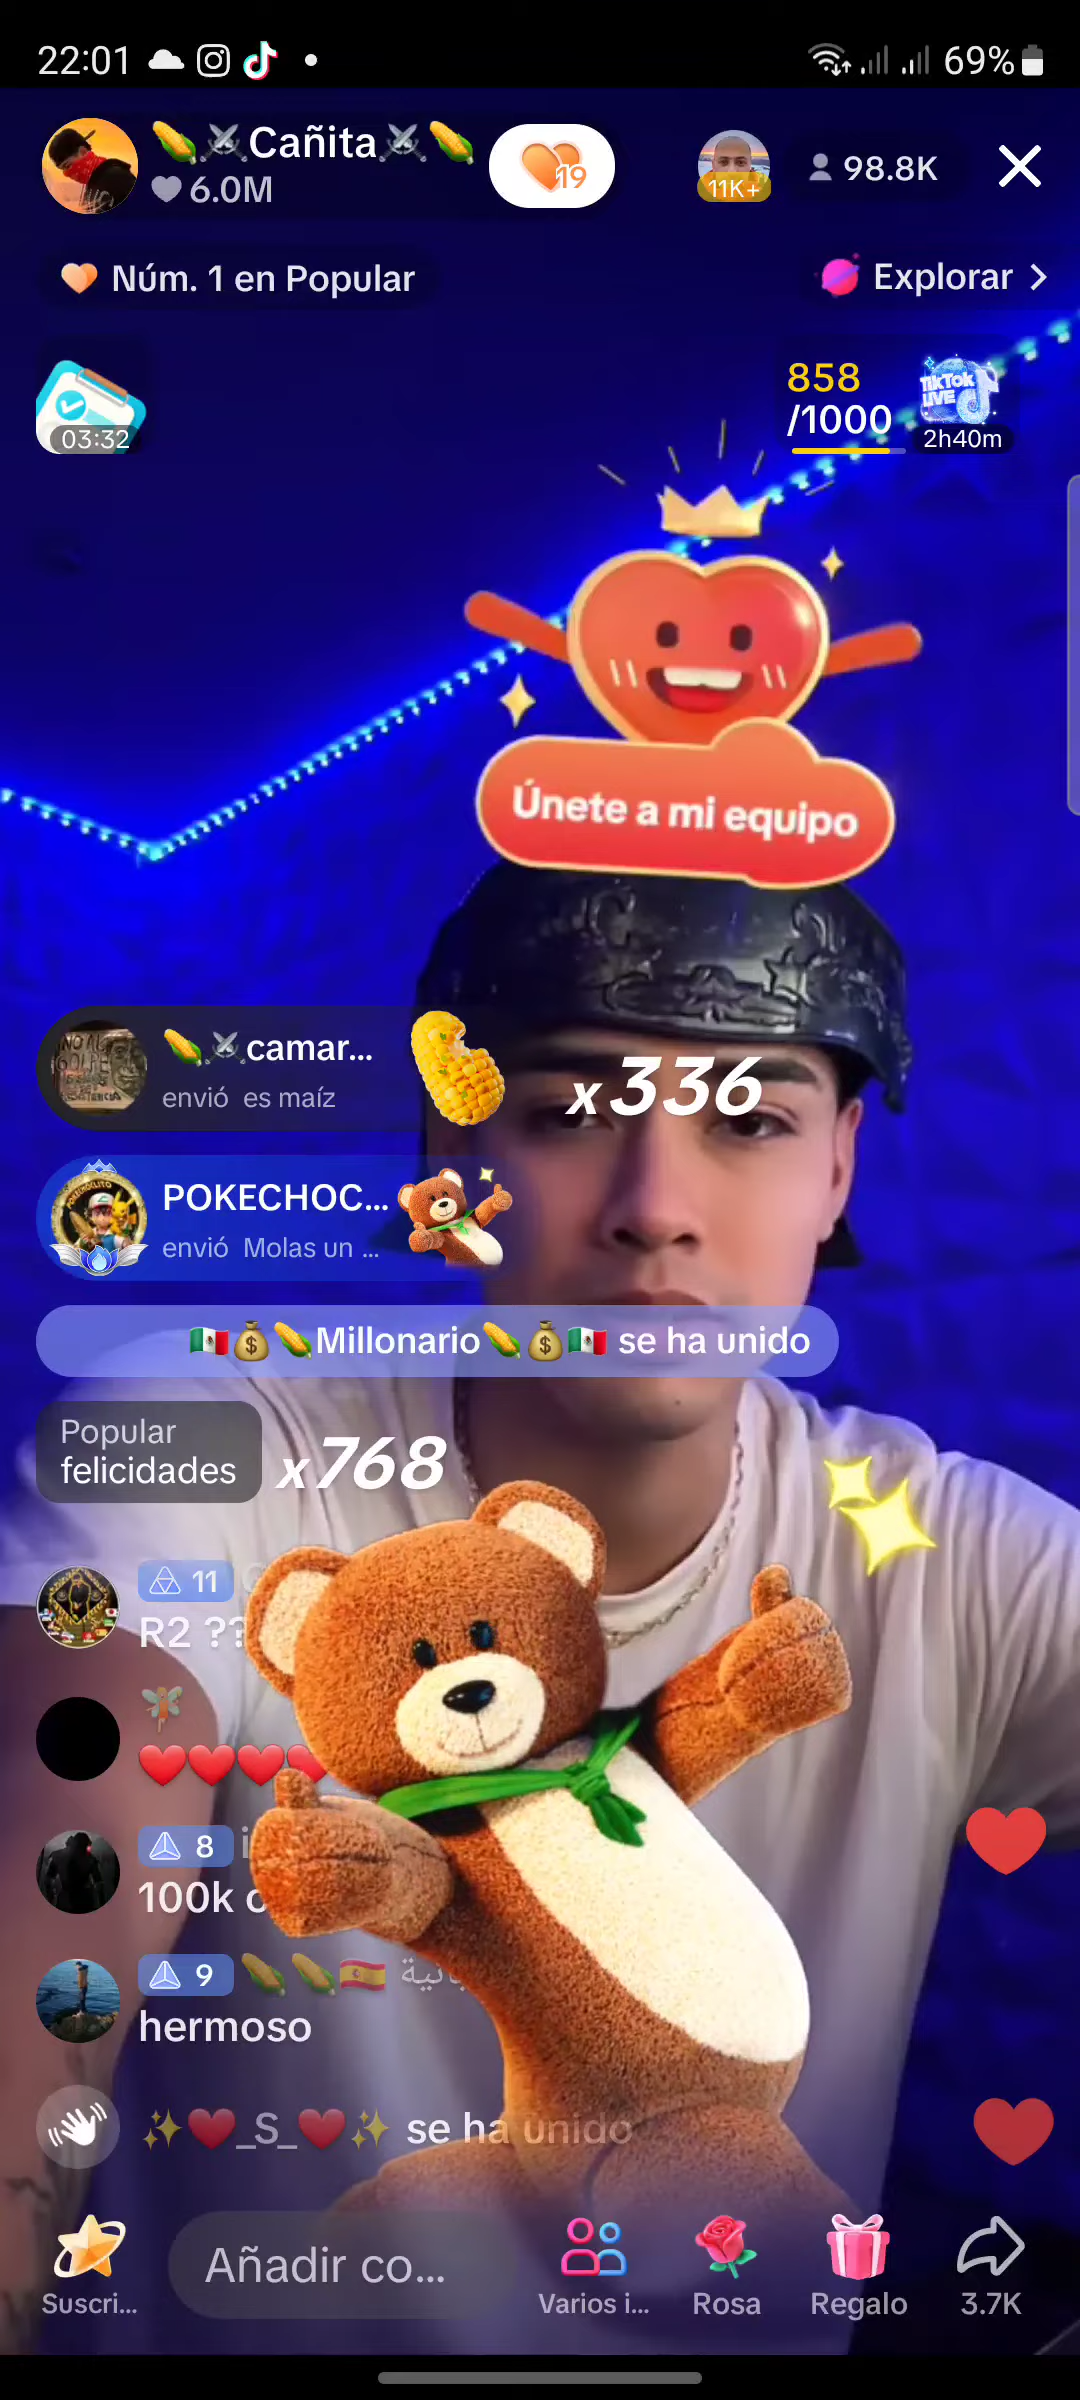 22:01
69%
🌽⚔️Cañita⚔️🌽
6.0M
19
11K+
98.8K
Núm. 1 en Popular
Explorar
03:32
858
/1000
TikTok
LIVE
2h40m
Únete a mi equipo
🌽⚔️camar...
envió es maíz
x336
POKECHOC...
envió Molas un ...
🇲🇽💰🌽Millonario🌽💰🇲🇽 se ha unido
Popular
felicidades
x768
11
R2 ??
❤️❤️❤️❤️
8
100k
9 🌽🌽🇪🇸
hermoso
✨❤️_S_❤️✨ se ha unido
Suscri...
Añadir co...
Varios i...
Rosa
Regalo
3.7K